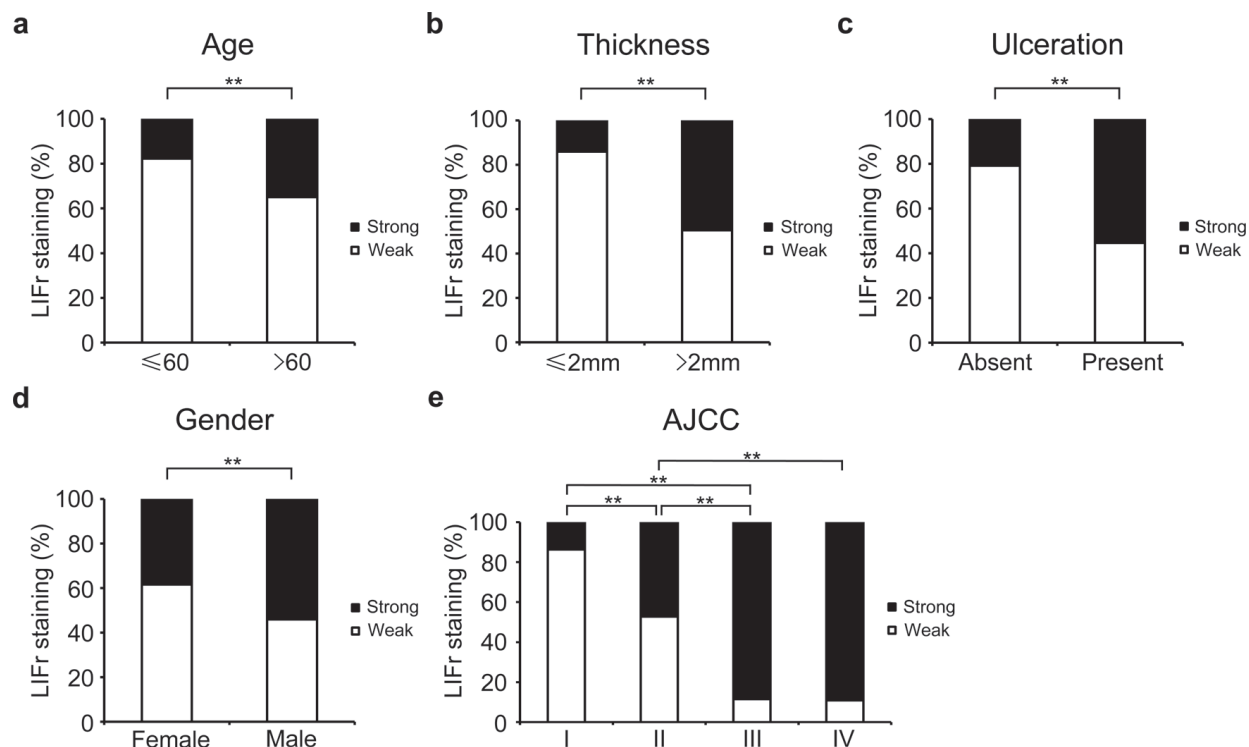 a
Age
**
LIFr staining (%)
100
80
60
40
20
0
⩽60 >60
Strong
Weak
b
Thickness
**
LIFr staining (%)
100
80
60
40
20
0
⩽2mm >2mm
Strong
Weak
c
Ulceration
**
LIFr staining (%)
100
80
60
40
20
0
Absent Present
Strong
Weak
d
Gender
**
LIFr staining (%)
100
80
60
40
20
0
Female Male
Strong
Weak
e
AJCC
**
**
** **
LIFr staining (%)
100
80
60
40
20
0
I II III IV
Strong
Weak